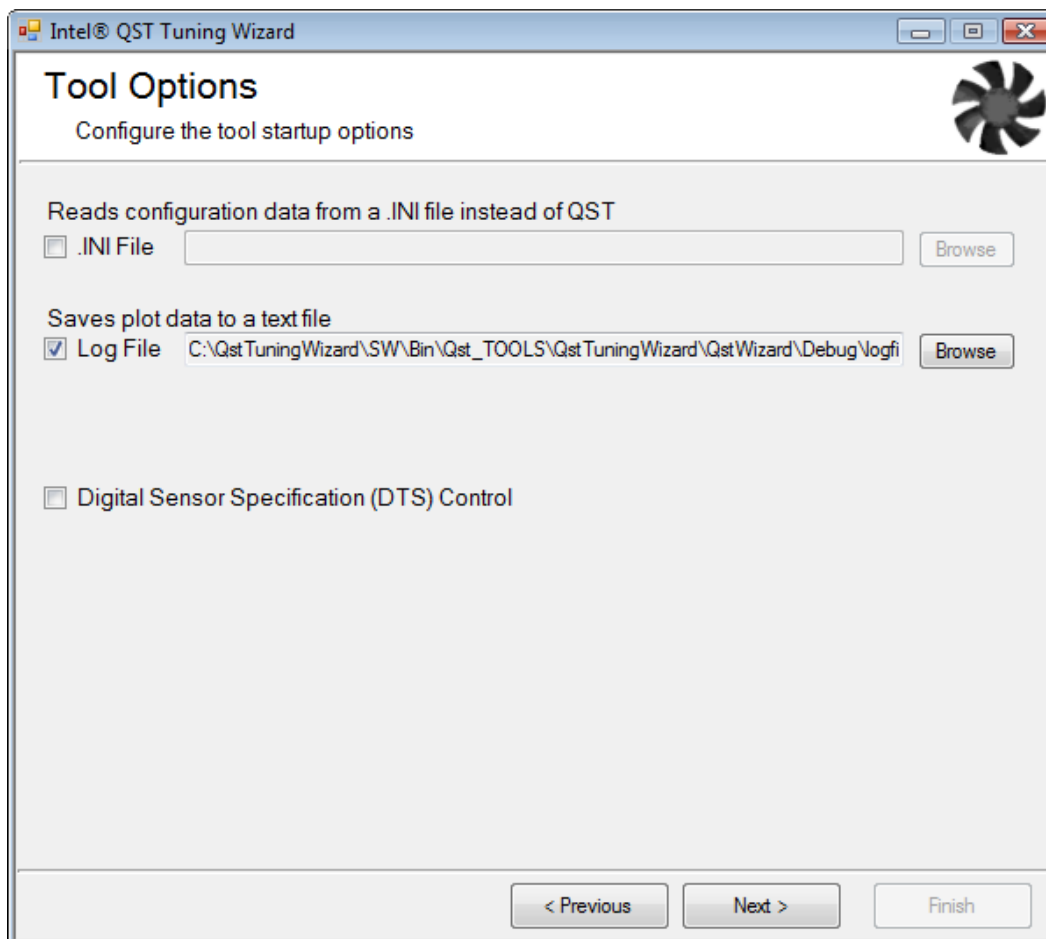 Intel® QST Tuning Wizard
Tool Options
Configure the tool startup options
Reads configuration data from a .INI file instead of QST
.INI File Browse
Saves plot data to a text file
Log File C:\QstTuningWizard\SW\Bin\Qst_TOOLS\QstTuningWizard\QstWizard\Debug\logfi Browse
Digital Sensor Specification (DTS) Control
< Previous Next > Finish